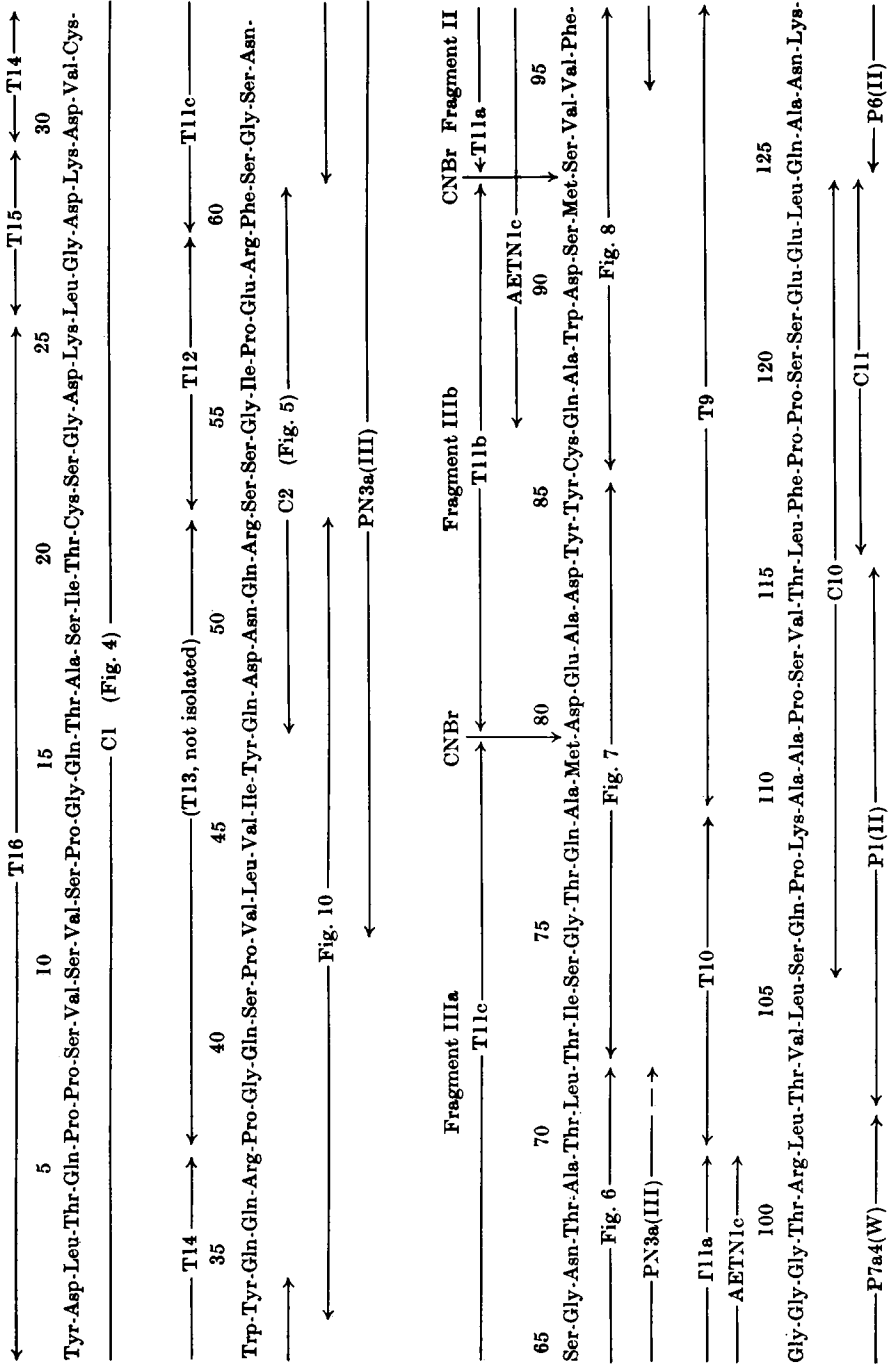 T16 T15 T14
5 10 15 20 25 30
Tyr-Asp-Leu-Thr-Gln-Pro-Pro-Ser-Val-Ser-Val-Ser-Pro-Gly-Gln-Thr-Ala-Ser-Ile-Thr-Cys-Ser-Gly-Asp-Lys-Leu-Gly-Asp-Lys-Asp-Val-Cys-
C1 (Fig. 4)
T14 (T13, not isolated) T12 T11c
35 40 45 50 55 60
Trp-Tyr-Gln-Gln-Arg-Pro-Gly-Gln-Ser-Pro-Val-Leu-Val-Ile-Tyr-Gln-Asp-Asn-Gln-Arg-Ser-Ser-Gly-Ile-Pro-Glu-Arg-Phe-Ser-Gly-Ser-Asn-
C2 (Fig. 5)
Fig. 10
PN3a(III)
Fragment IIIa CNBr Fragment IIIb CNBr Fragment II
T11c T11b T11a
AETN1c
65 70 75 80 85 90 95
Ser-Gly-Asn-Thr-Ala-Thr-Leu-Thr-Ile-Ser-Gly-Thr-Gln-Ala-Met-Asp-Glu-Ala-Asp-Tyr-Tyr-Cys-Gln-Ala-Trp-Asp-Ser-Met-Ser-Val-Val-Phe-
Fig. 6 Fig. 7 Fig. 8
PN3a(III)
T11a T10 T9
AETN1c
100 105 110 115 120 125
Gly-Gly-Gly-Thr-Arg-Leu-Thr-Val-Leu-Ser-Gln-Pro-Lys-Ala-Ala-Pro-Ser-Val-Thr-Leu-Phe-Pro-Pro-Ser-Ser-Glu-Glu-Leu-Gln-Ala-Asn-Lys-
C10
C11
P7a4(W) P1(II) P6(II)